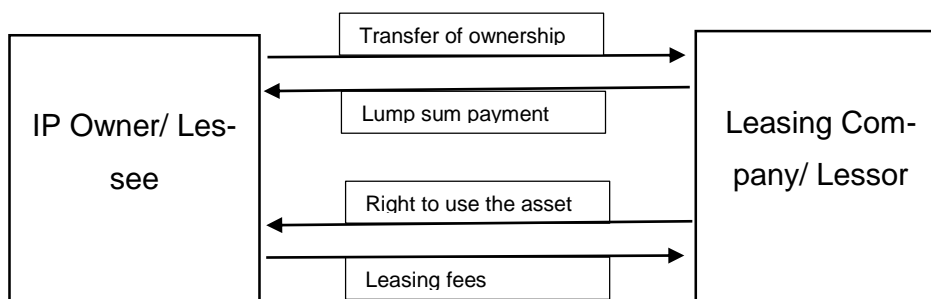 Transfer of ownership
IP Owner/ Les-
see
Lump sum payment
Leasing Com-
pany/ Lessor
Right to use the asset
Leasing fees